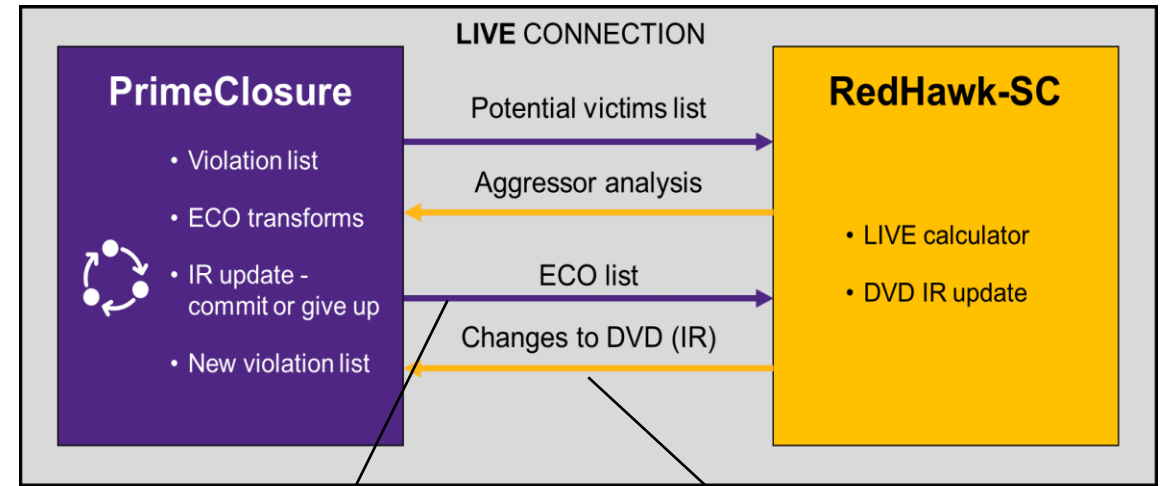 LIVE CONNECTION
PrimeClosure
• Violation list
• ECO transforms
• IR update -
commit or give up
• New violation list
Potential victims list
Aggressor analysis
ECO list
Changes to DVD (IR)
RedHawk-SC
• LIVE calculator
• DVD IR update